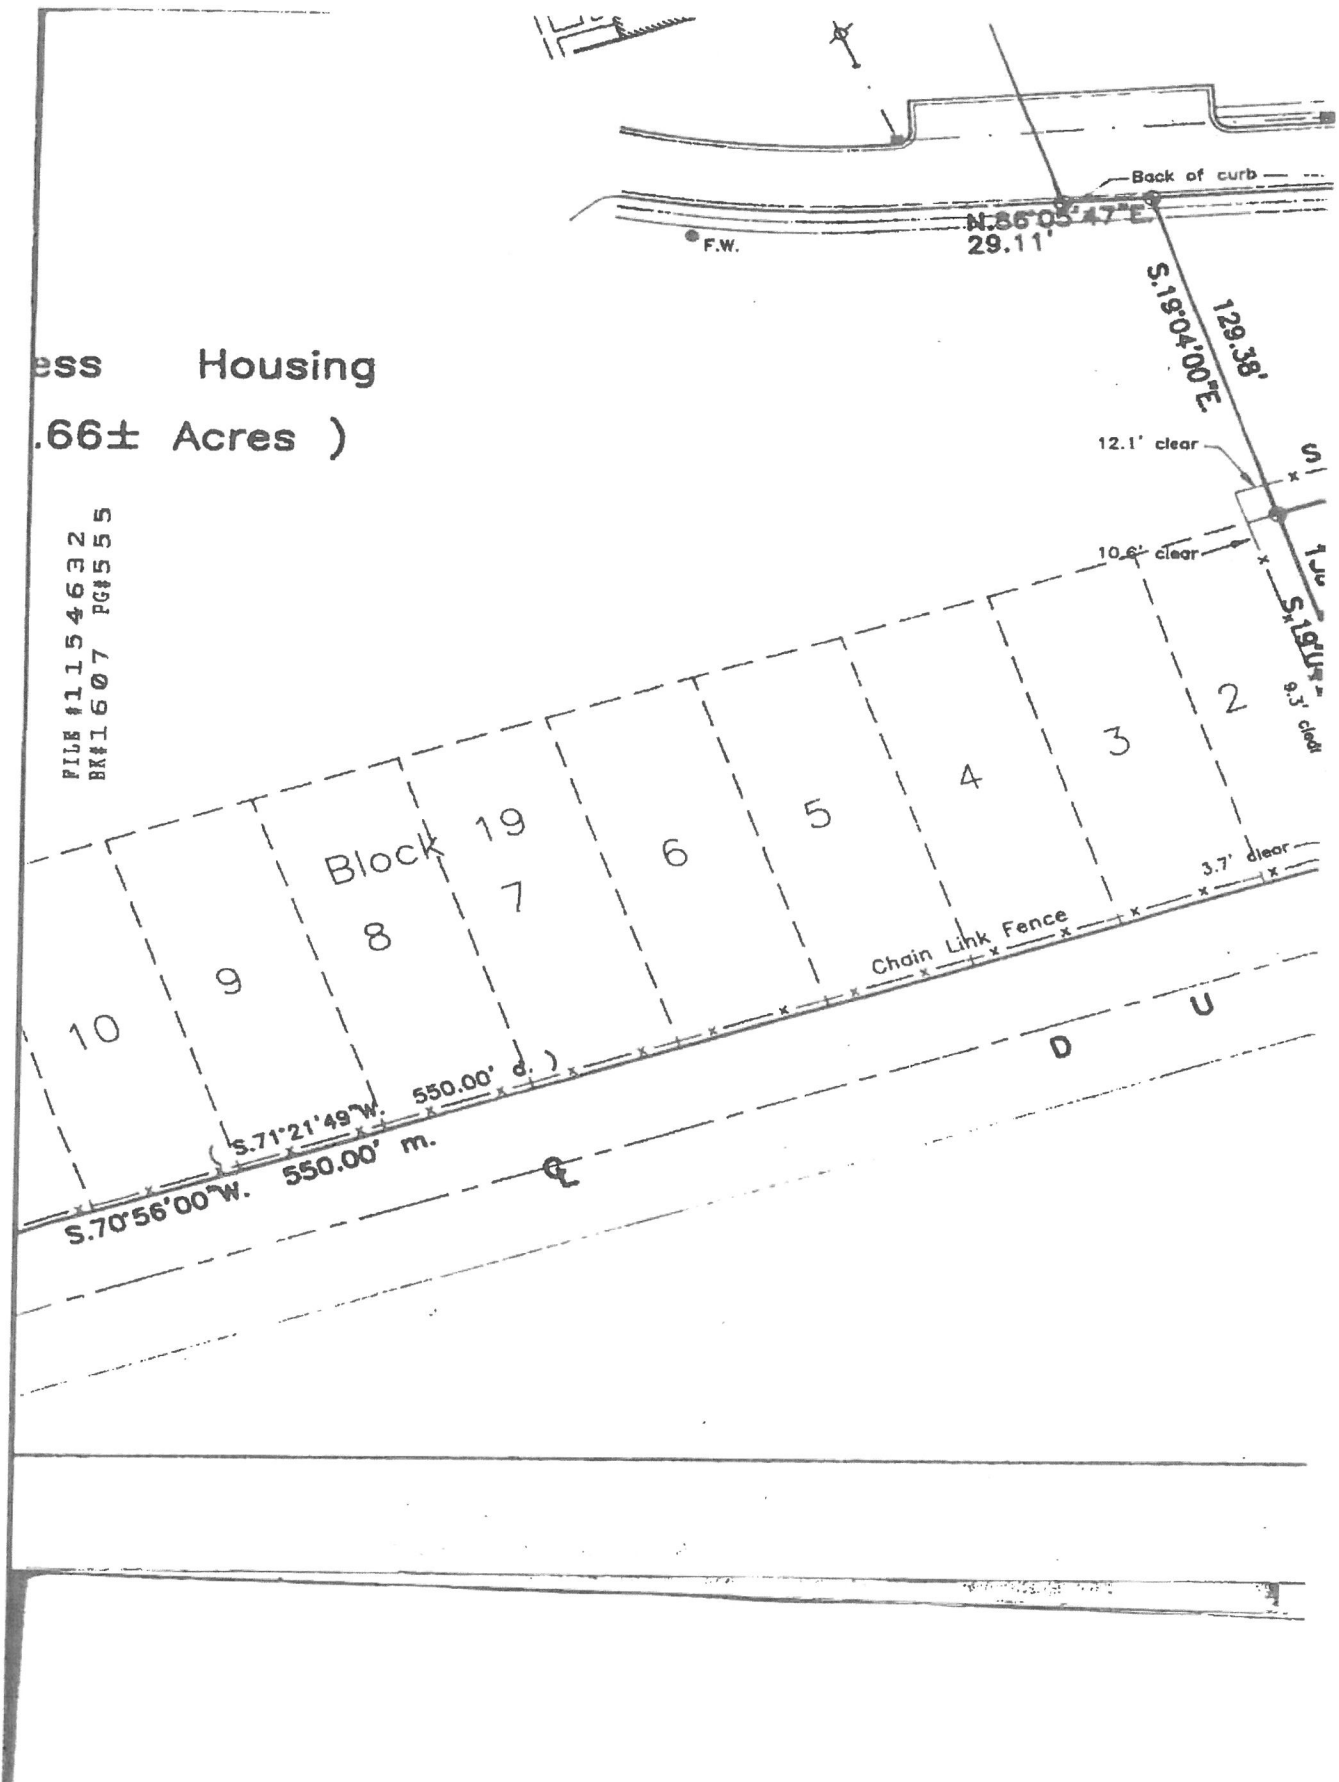 Back of curb
N.86°05'47"E.
29.11'
F.W.
S.19°04'00"E.
129.38'
Housing
.66± Acres )
12.1' clear
S
10.6' clear
FILE #1154632
BK#1607 PG#555
9.3' clear
2
3
4
5
6
Block 19
7
8
9
10
3.7' clear
Chain Link Fence
( S.71°21'49"W. 550.00' d. )
S.70°56'00"W. 550.00' m.
D U
℄